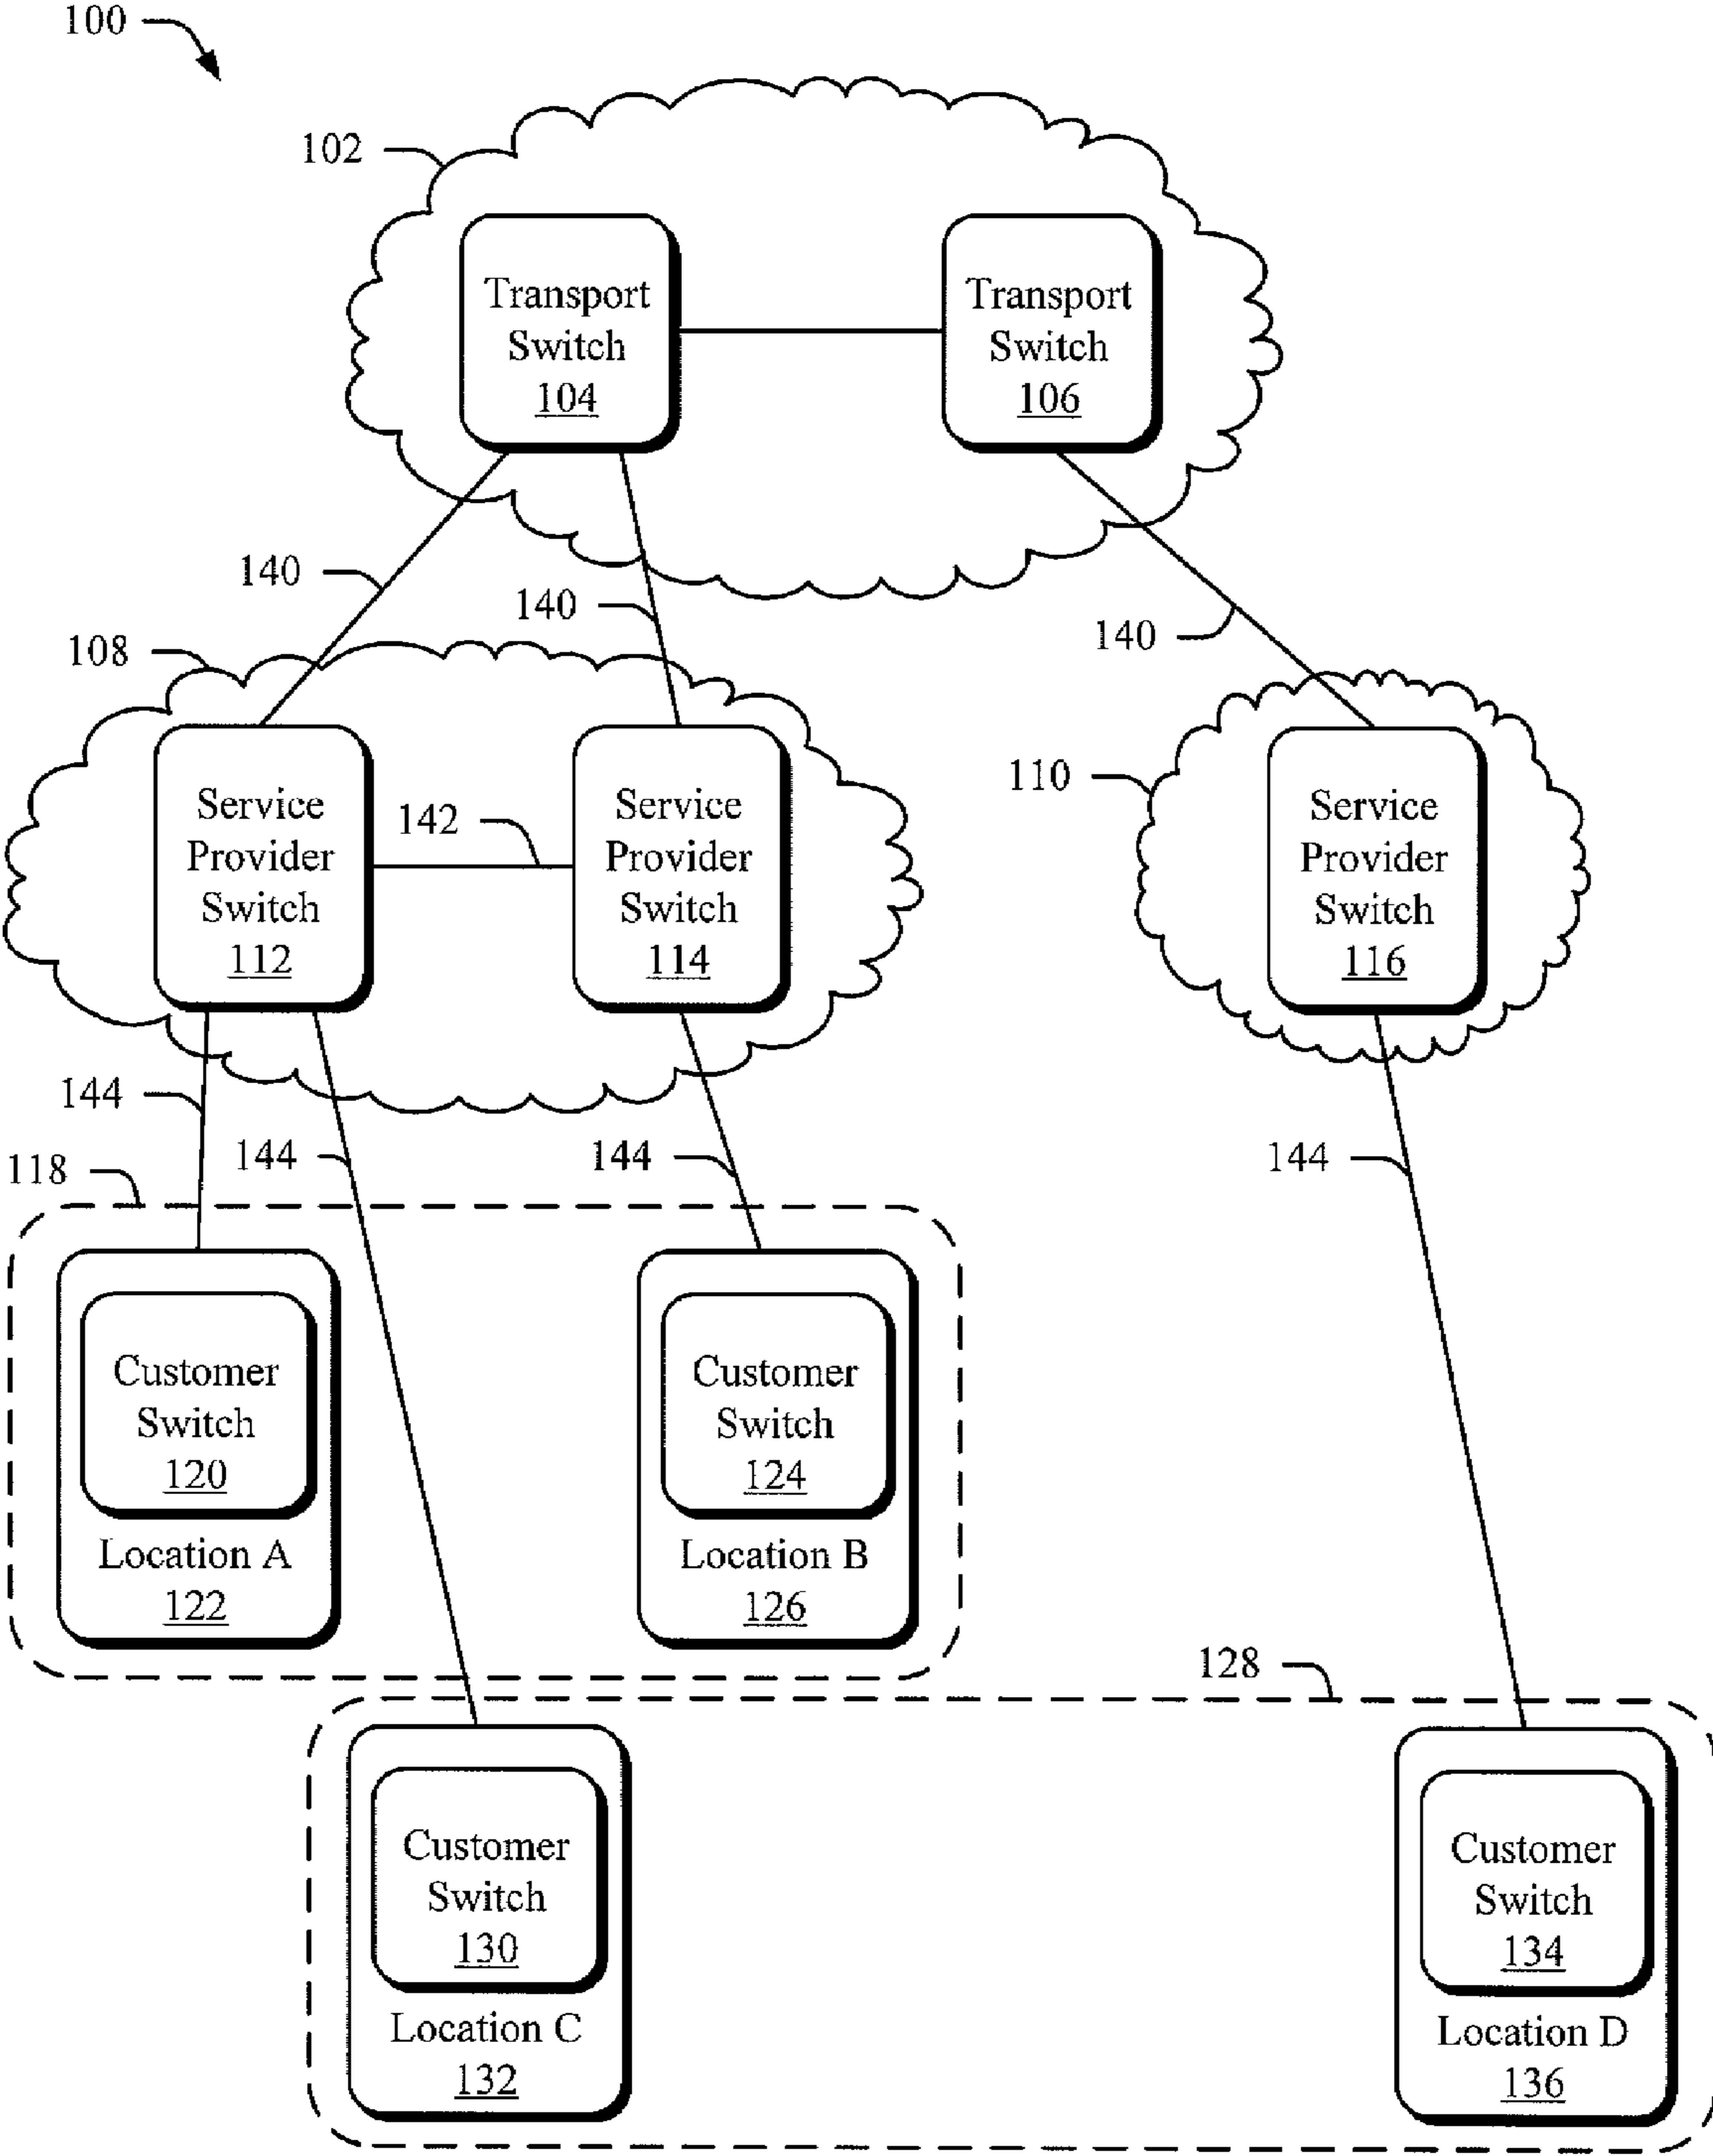 100
102
Transport
Switch
104
Transport
Switch
106
140
140
140
108
110
Service
Provider
Switch
112
142
Service
Provider
Switch
114
Service
Provider
Switch
116
144
144
144
144
118
Customer
Switch
120
Location A
122
Customer
Switch
124
Location B
126
128
Customer
Switch
130
Location C
132
Customer
Switch
134
Location D
136